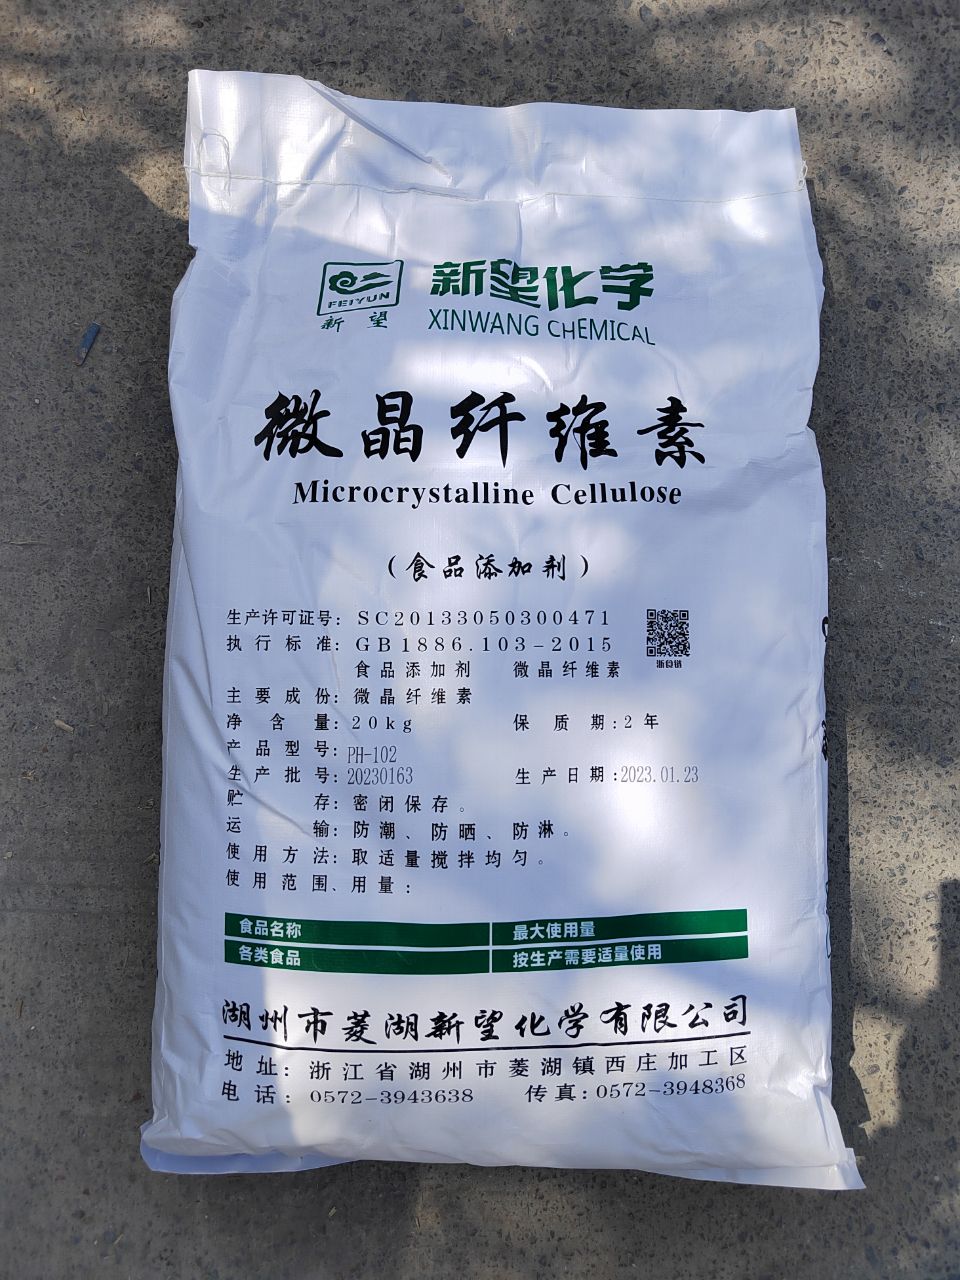 FEIYUN
新望
新望化学
XINWANG CHEMICAL
微晶纤维素
Microcrystalline Cellulose
（食品添加剂）
生产许可证号：SC20133050300471
执行标准：GB1886.103-2015
食品添加剂 微晶纤维素
浙食链
主要成份：微晶纤维素
净含量：20kg 保质期：2年
产品型号：PH-102
生产批号：20230163 生产日期：2023.01.23
贮存：密闭保存。
运输：防潮、防晒、防淋。
使用方法：取适量搅拌均匀。
使用范围、用量：
食品名称 最大使用量
各类食品 按生产需要适量使用
湖州市菱湖新望化学有限公司
地址：浙江省湖州市菱湖镇西庄加工区
电话：0572-3943638 传真：0572-3948368